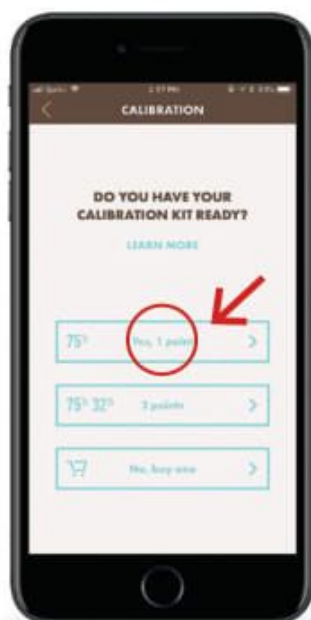 CALIBRATION
DO YOU HAVE YOUR
CALIBRATION KIT READY?
LEARN MORE
75% Yes, 1 point
75% 32% 2 points
No, buy one